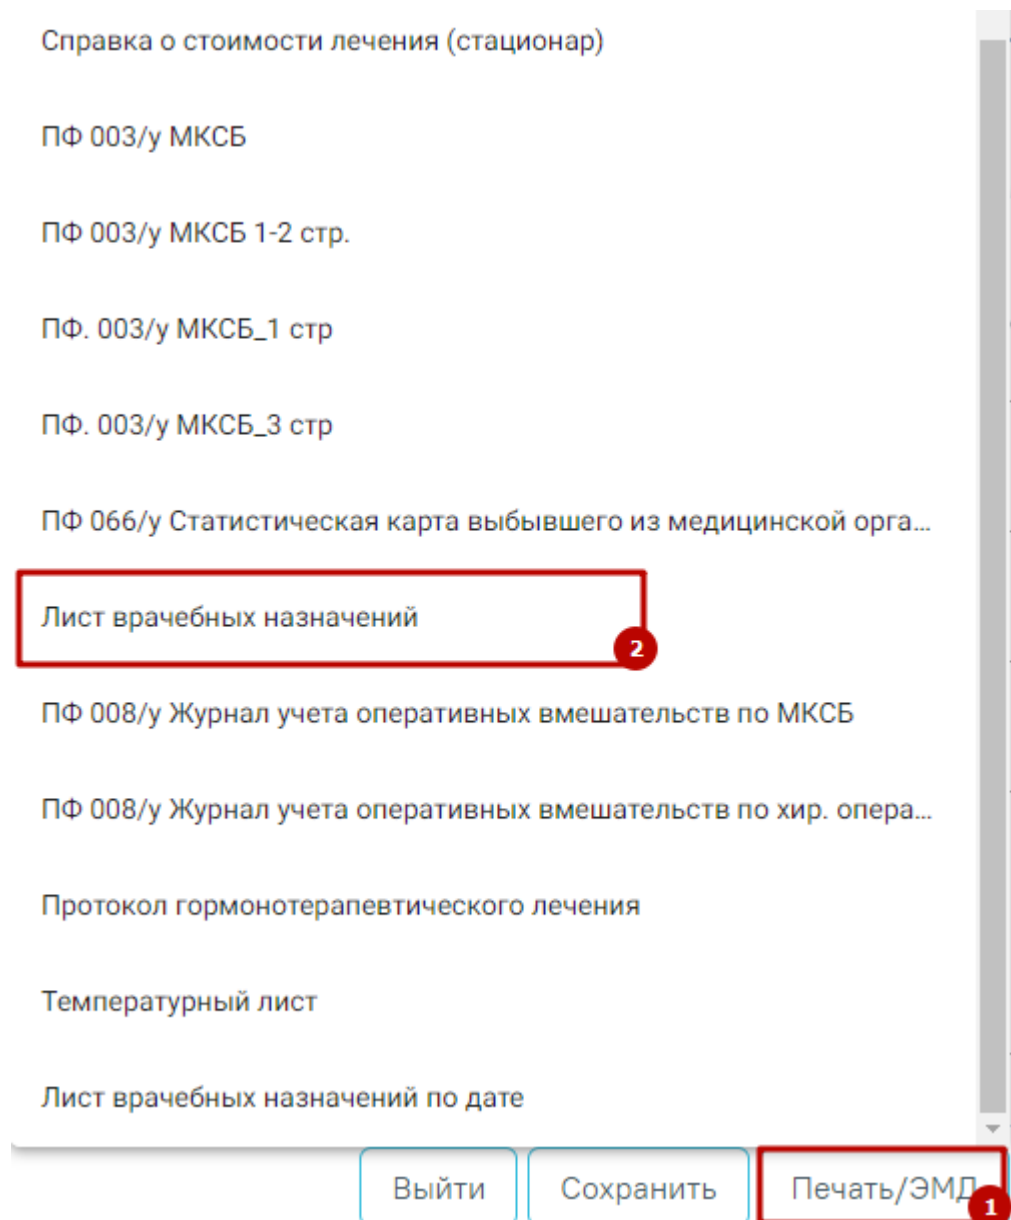 Справка о стоимости лечения (стационар)
ПФ 003/у МКСБ
ПФ 003/у МКСБ 1-2 стр.
ПФ. 003/у МКСБ_1 стр
ПФ. 003/у МКСБ_3 стр
ПФ 066/у Статистическая карта выбывшего из медицинской орга...
Лист врачебных назначений
2
ПФ 008/у Журнал учета оперативных вмешательств по МКСБ
ПФ 008/у Журнал учета оперативных вмешательств по хир. опера...
Протокол гормонотерапевтического лечения
Температурный лист
Лист врачебных назначений по дате
Выйти Сохранить Печать/ЭМД
1